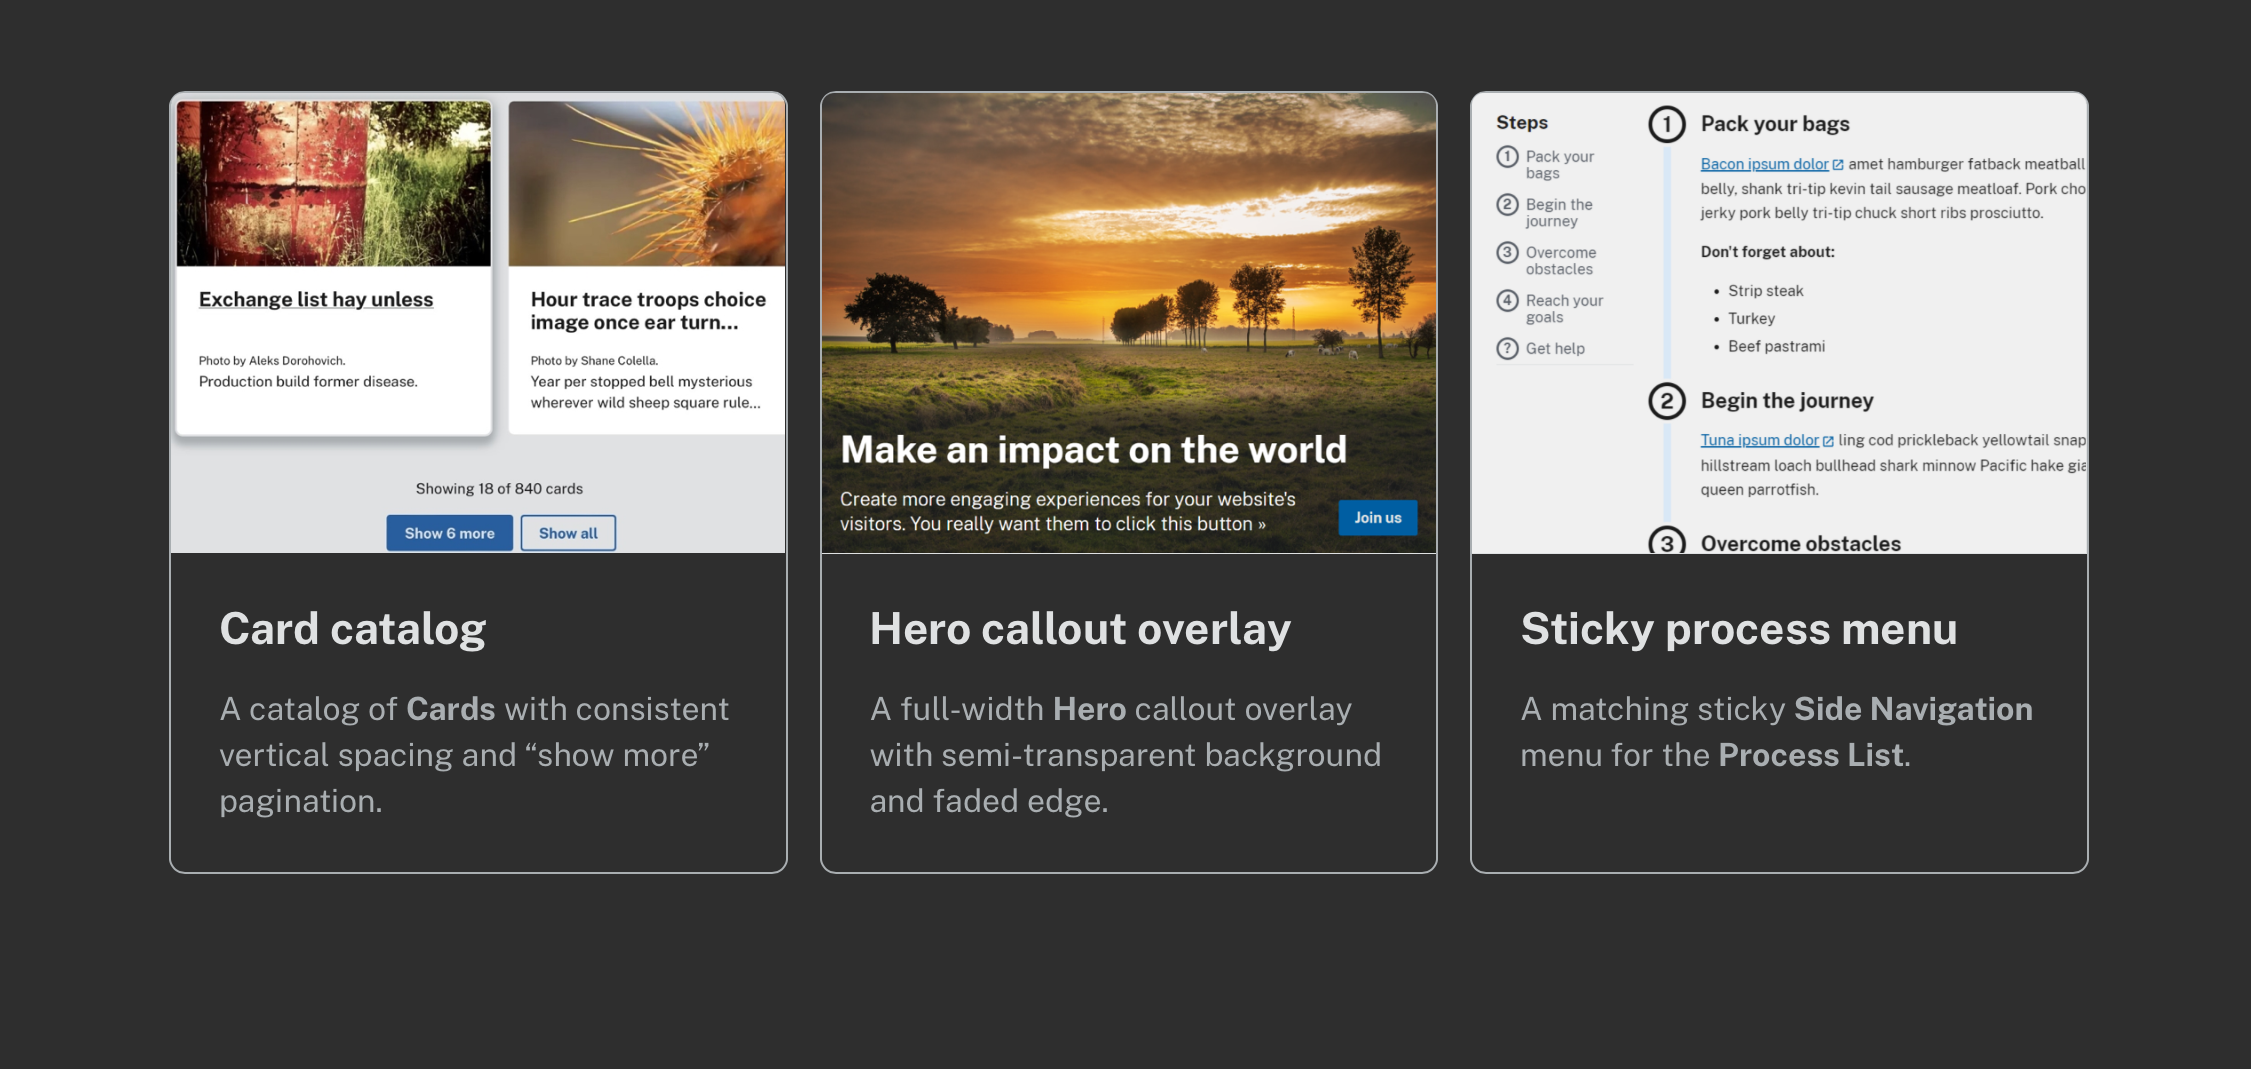 Exchange list hay unless
Photo by Aleks Dorohovich.
Production build former disease.
Hour trace troops choice
image once ear turn...
Photo by Shane Colella.
Year per stopped bell mysterious
wherever wild sheep square rule...
Showing 18 of 840 cards
Show 6 more
Show all
Card catalog
A catalog of Cards with consistent
vertical spacing and “show more”
pagination.
Make an impact on the world
Create more engaging experiences for your website's
visitors. You really want them to click this button »
Join us
Hero callout overlay
A full-width Hero callout overlay
with semi-transparent background
and faded edge.
Steps
1 Pack your
bags
2 Begin the
journey
3 Overcome
obstacles
4 Reach your
goals
? Get help
1 Pack your bags
Bacon ipsum dolor amet hamburger fatback meatball
belly, shank tri-tip kevin tail sausage meatloaf. Pork cho
jerky pork belly tri-tip chuck short ribs prosciutto.
Don't forget about:
• Strip steak
• Turkey
• Beef pastrami
2 Begin the journey
Tuna ipsum dolor ling cod prickleback yellowtail snap
hillstream loach bullhead shark minnow Pacific hake gia
queen parrotfish.
3 Overcome obstacles
Sticky process menu
A matching sticky Side Navigation
menu for the Process List.